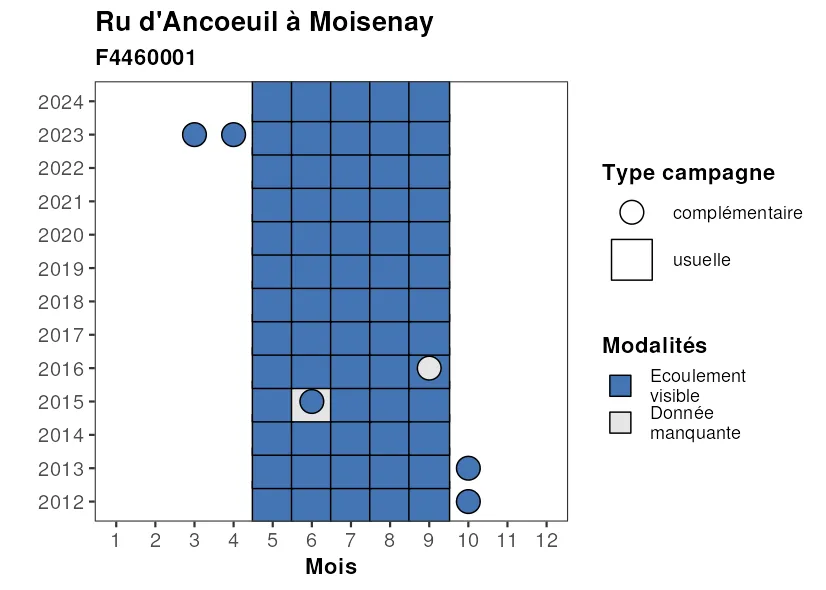 Ru d'Ancoeuil à Moisenay
F4460001
2024
2023
2022
2021
2020
2019
2018
2017
2016
2015
2014
2013
2012
1 2 3 4 5 6 7 8 9 10 11 12
Mois
Type campagne
complémentaire
usuelle
Modalités
Ecoulement
visible
Donnée
manquante